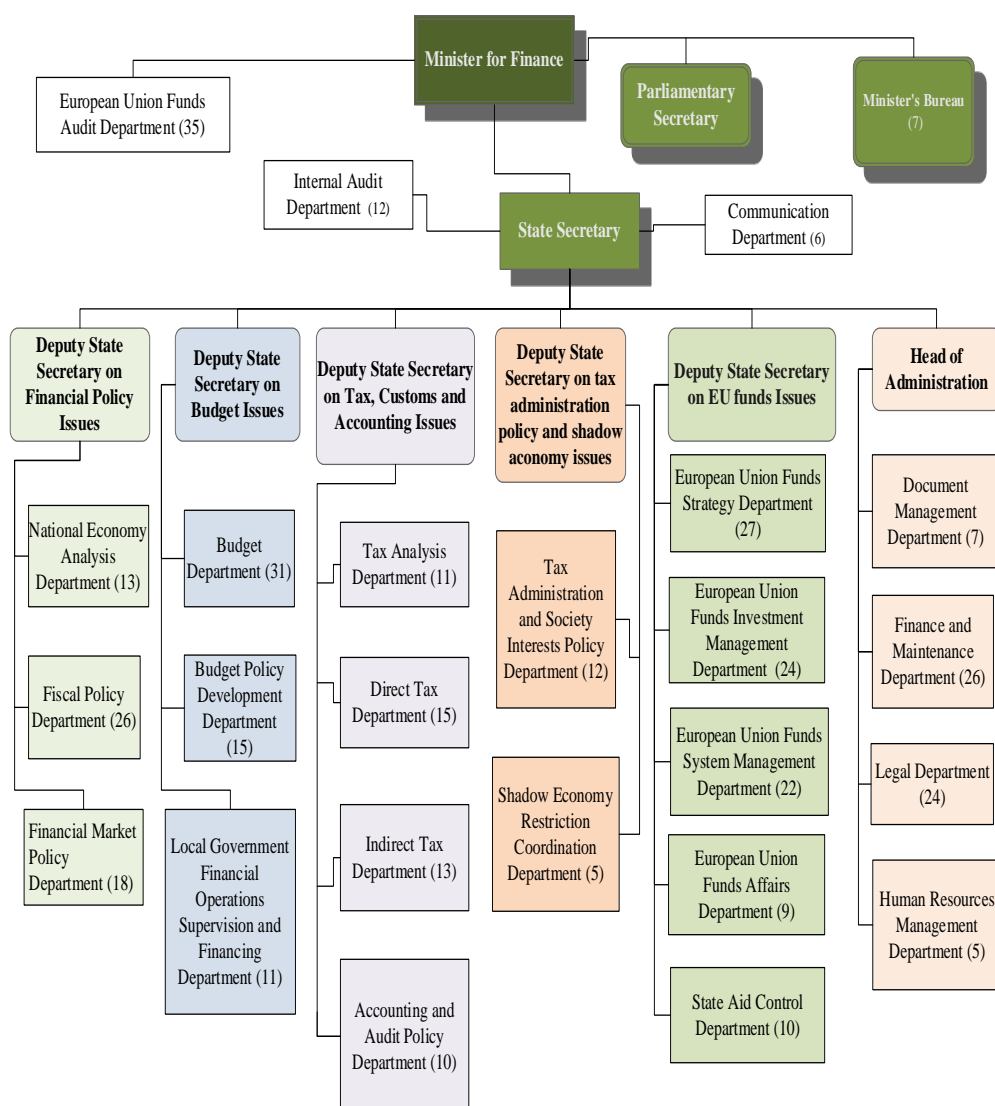 Minister for Finance
European Union Funds
Audit Department (35)
Parliamentary
Secretary
Minister's Bureau
(7)
Internal Audit
Department (12)
State Secretary
Communication
Department (6)
Deputy State
Secretary on
Financial Policy
Issues
National Economy
Analysis
Department (13)
Fiscal Policy
Department (26)
Financial Market
Policy
Department (18)
Deputy State
Secretary on
Budget Issues
Budget
Department (31)
Budget Policy
Development
Department
(15)
Local Government
Financial
Operations
Supervision and
Financing
Department (11)
Deputy State Secretary
on Tax, Customs and
Accounting Issues
Tax Analysis
Department (11)
Direct Tax
Department (15)
Indirect Tax
Department (13)
Accounting and
Audit Policy
Department (10)
Deputy State
Secretary on tax
administration
policy and shadow
aconomy issues
Tax
Administration
and Society
Interests Policy
Department (12)
Shadow Economy
Restriction
Coordination
Department (5)
Deputy State Secretary
on EU funds Issues
European Union Funds
Strategy Department
(27)
European Union
Funds Investment
Management
Department (24)
European Union Funds
System Management
Department (22)
European Union
Funds Affairs
Department (9)
State Aid Control
Department (10)
Head of
Administration
Document
Management
Department (7)
Finance and
Maintenance
Department (26)
Legal Department
(24)
Human Resources
Management
Department (5)